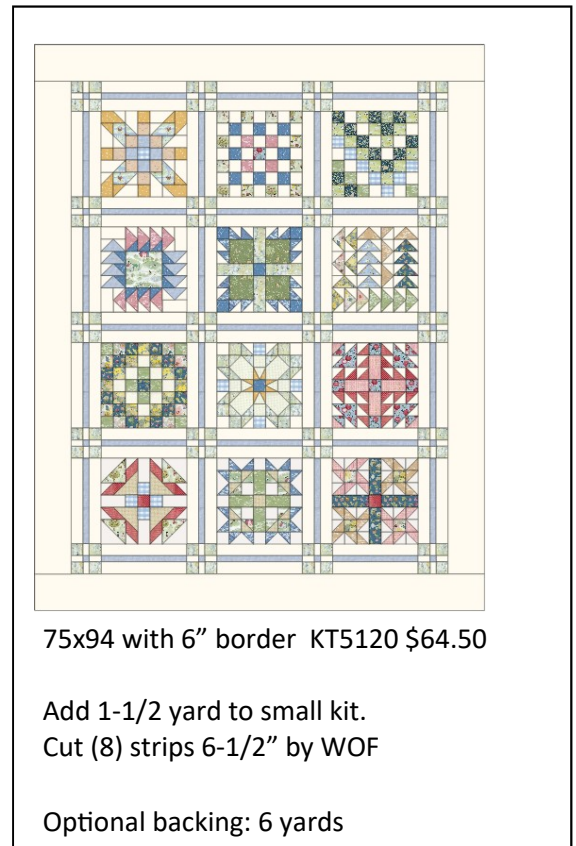 75x94 with 6” border  KT5120 $64.50
Add 1-1/2 yard to small kit.
Cut (8) strips 6-1/2” by WOF
Optional backing: 6 yards